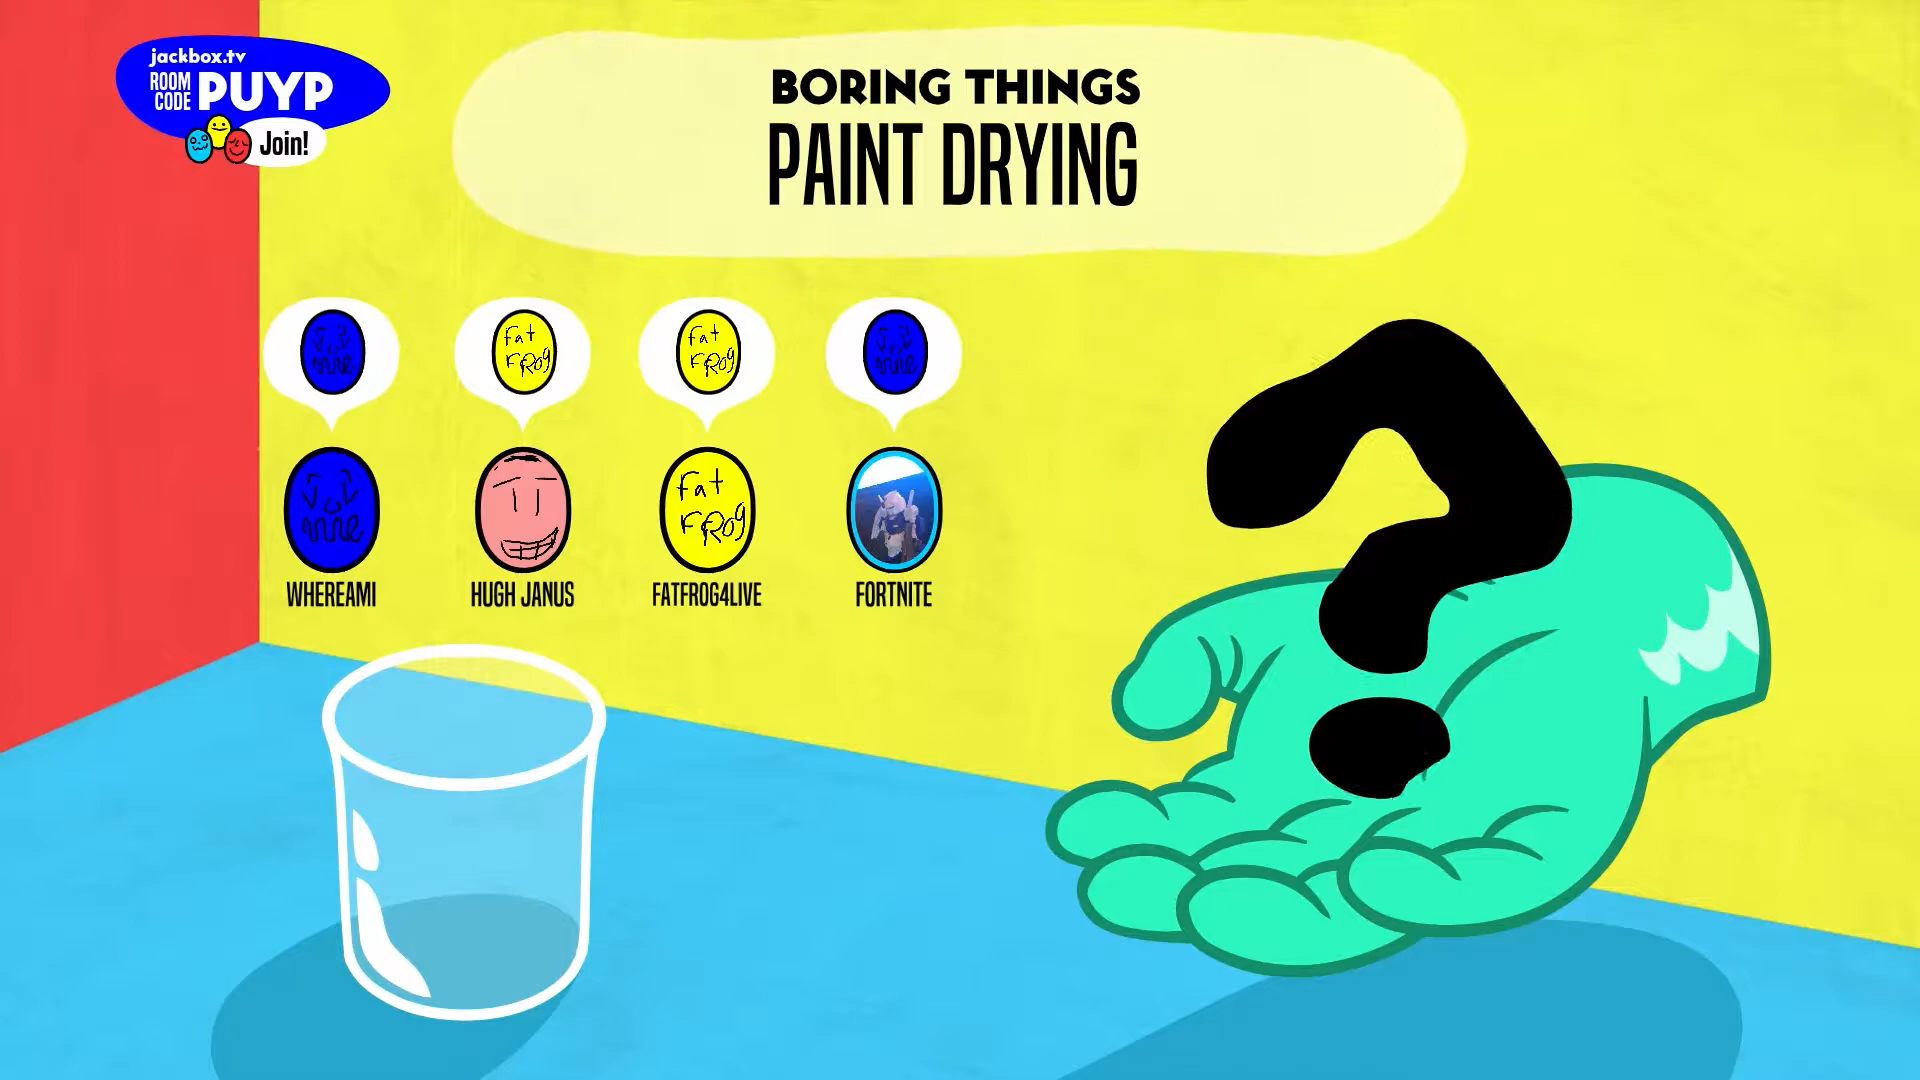 jackbox.tv
ROOM CODE PUYP
Join!
BORING THINGS
PAINT DRYING
Fat
FROg
Fat
FROg
Fat
FROg
WHEREAMI
HUGH JANUS
FATFROG4LIVE
FORTNITE